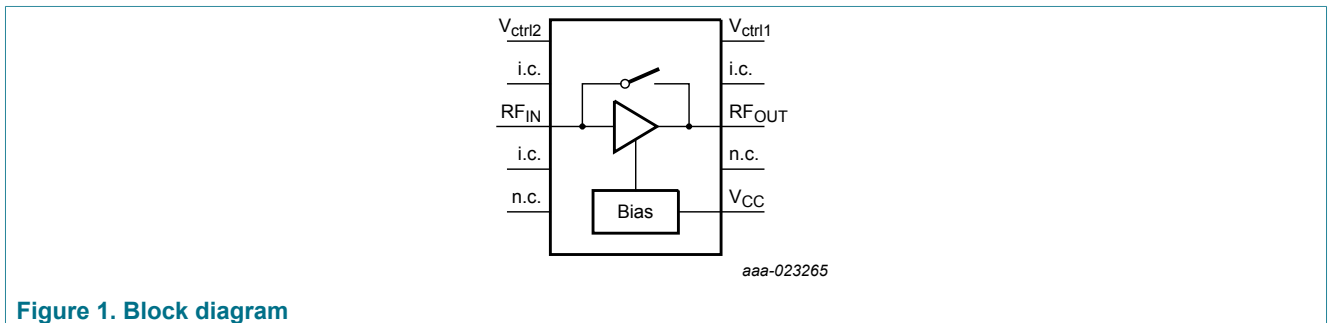 Vctrl2 Vctrl1
i.c. i.c.
RFIN RFOUT
i.c. n.c.
n.c. Bias VCC
aaa-023265
Figure 1. Block diagram